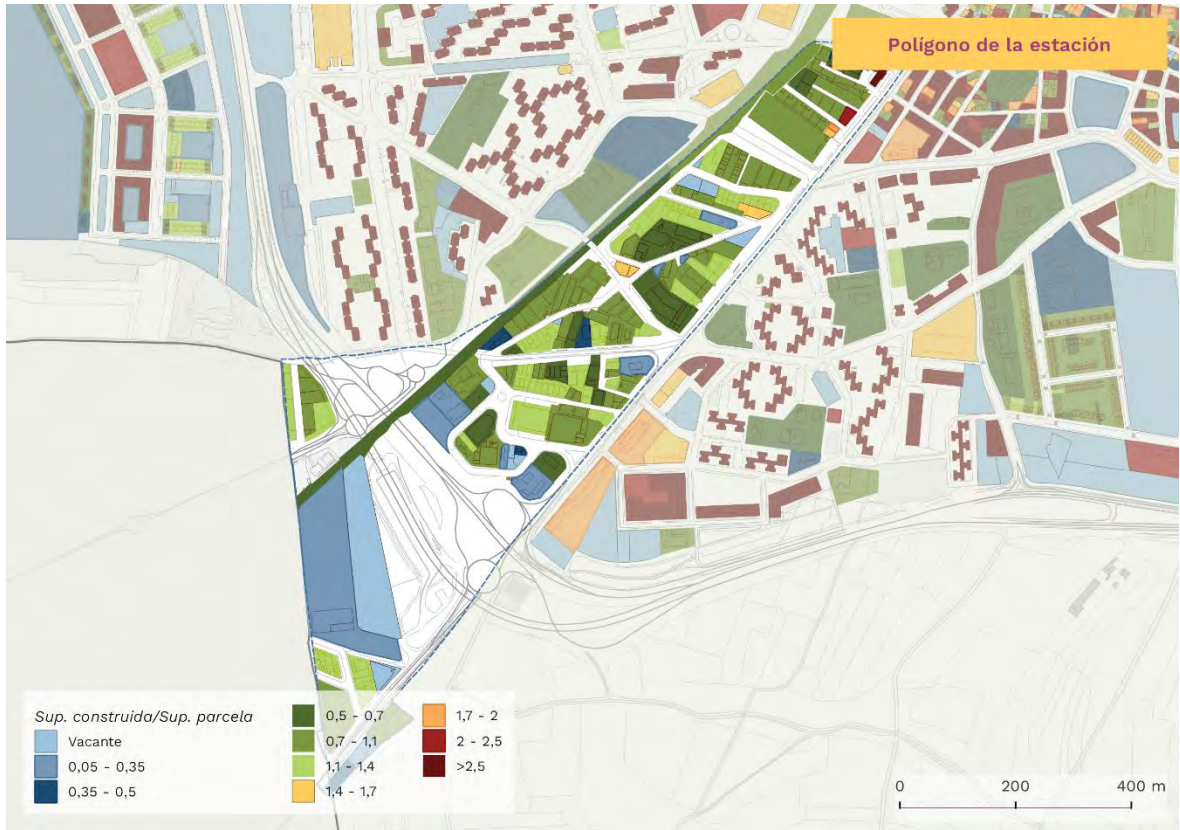 Polígono de la estación
Sup. construida/Sup. parcela
Vacante
0,05 - 0,35
0,35 - 0,5
0,5 - 0,7
0,7 - 1,1
1,1 - 1,4
1,4 - 1,7
1,7 - 2
2 - 2,5
>2,5
0 200 400 m